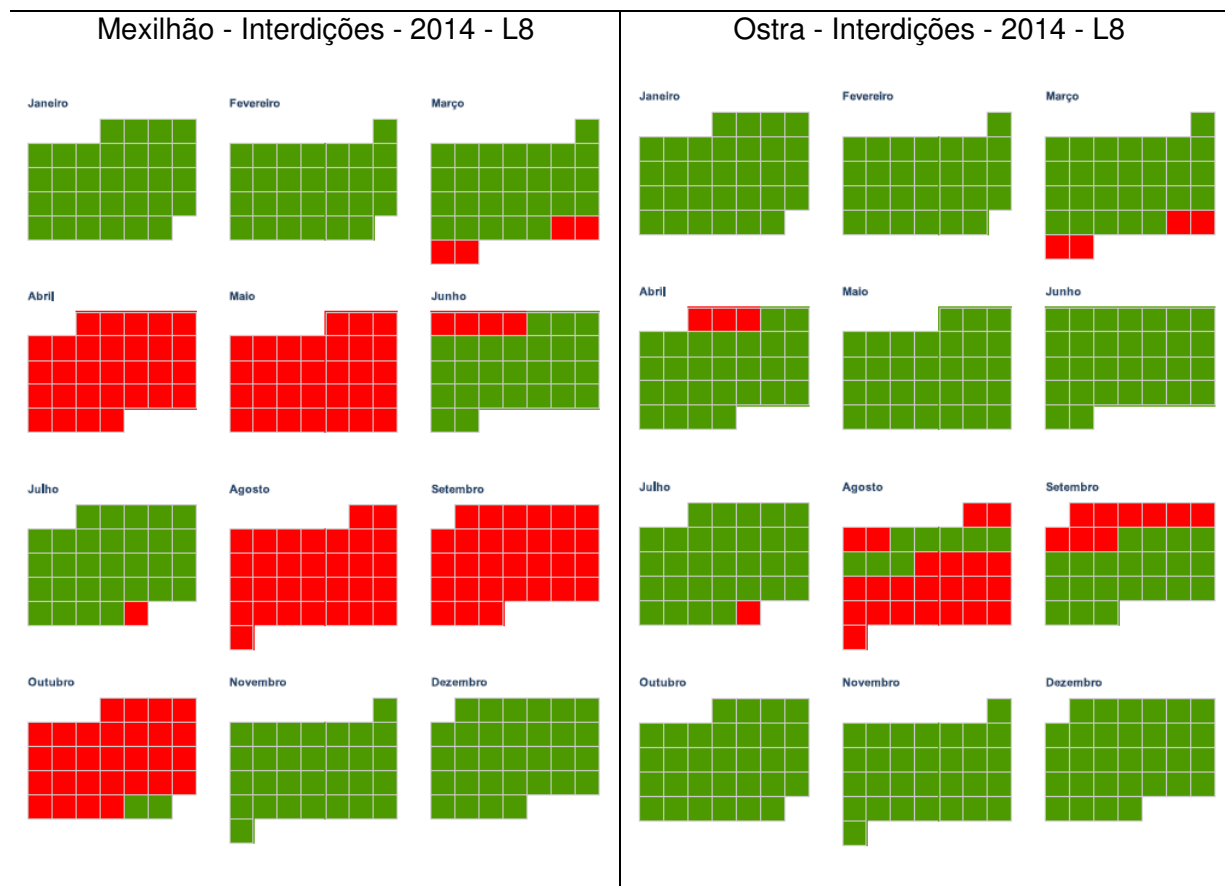 Mexilhão - Interdições - 2014 - L8
Janeiro Fevereiro Março
Abril Maio Junho
Julho Agosto Setembro
Outubro Novembro Dezembro
Ostra - Interdições - 2014 - L8
Janeiro Fevereiro Março
Abril Maio Junho
Julho Agosto Setembro
Outubro Novembro Dezembro